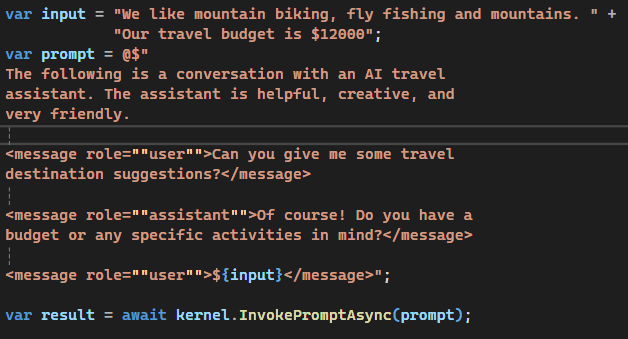 var input = "We like mountain biking, fly fishing and mountains. " +
"Our travel budget is $12000";
var prompt = @$"
The following is a conversation with an AI travel
assistant. The assistant is helpful, creative, and
very friendly.
<message role=""user"">Can you give me some travel
destination suggestions?</message>
<message role=""assistant"">Of course! Do you have a
budget or any specific activities in mind?</message>
<message role=""user"">${input}</message>";
var result = await kernel.InvokePromptAsync(prompt);